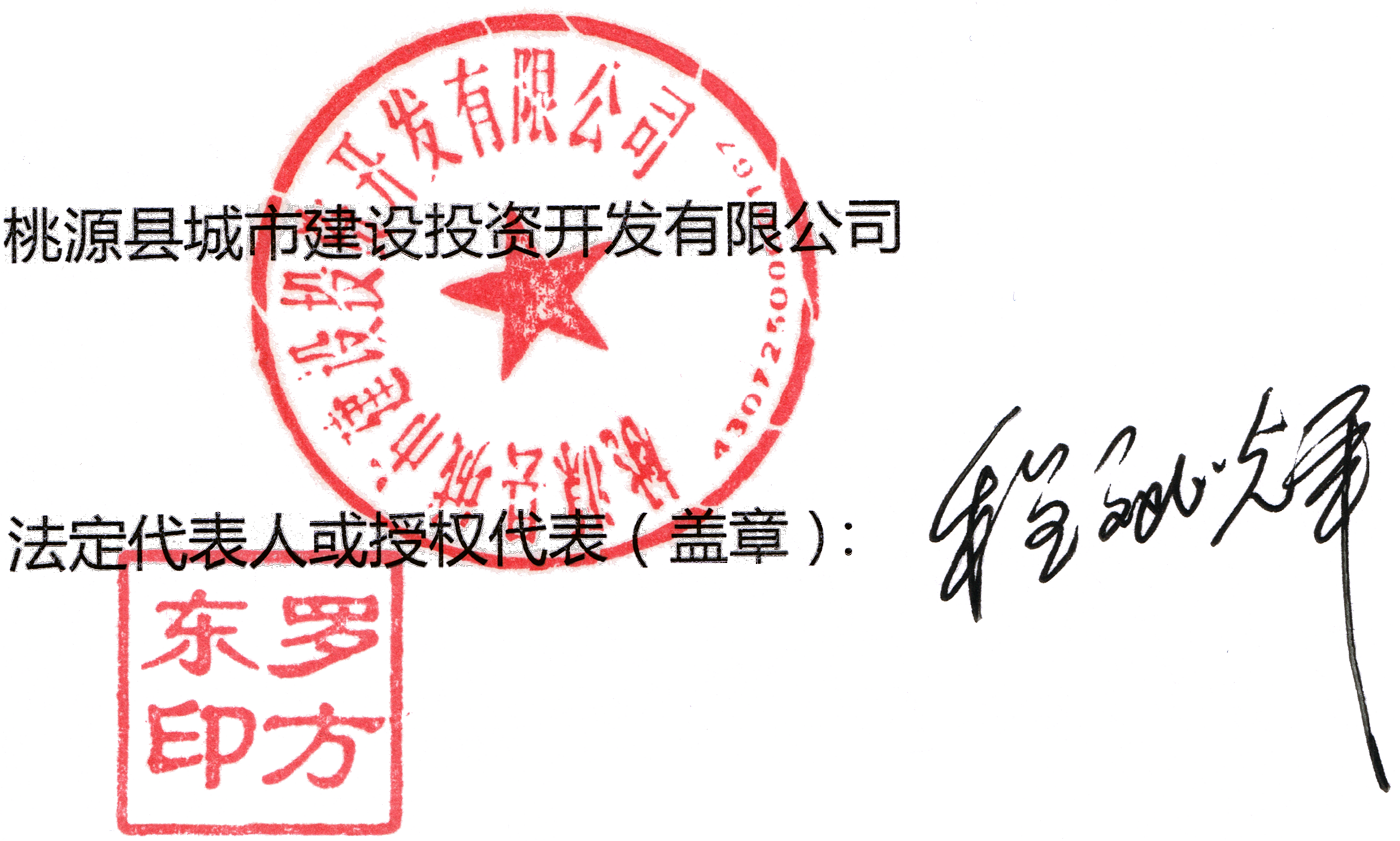 桃源县城市建设投资开发有限公司
桃源县城市建设投资开发有限公司
法定代表人或授权代表（盖章）：
罗方
东印